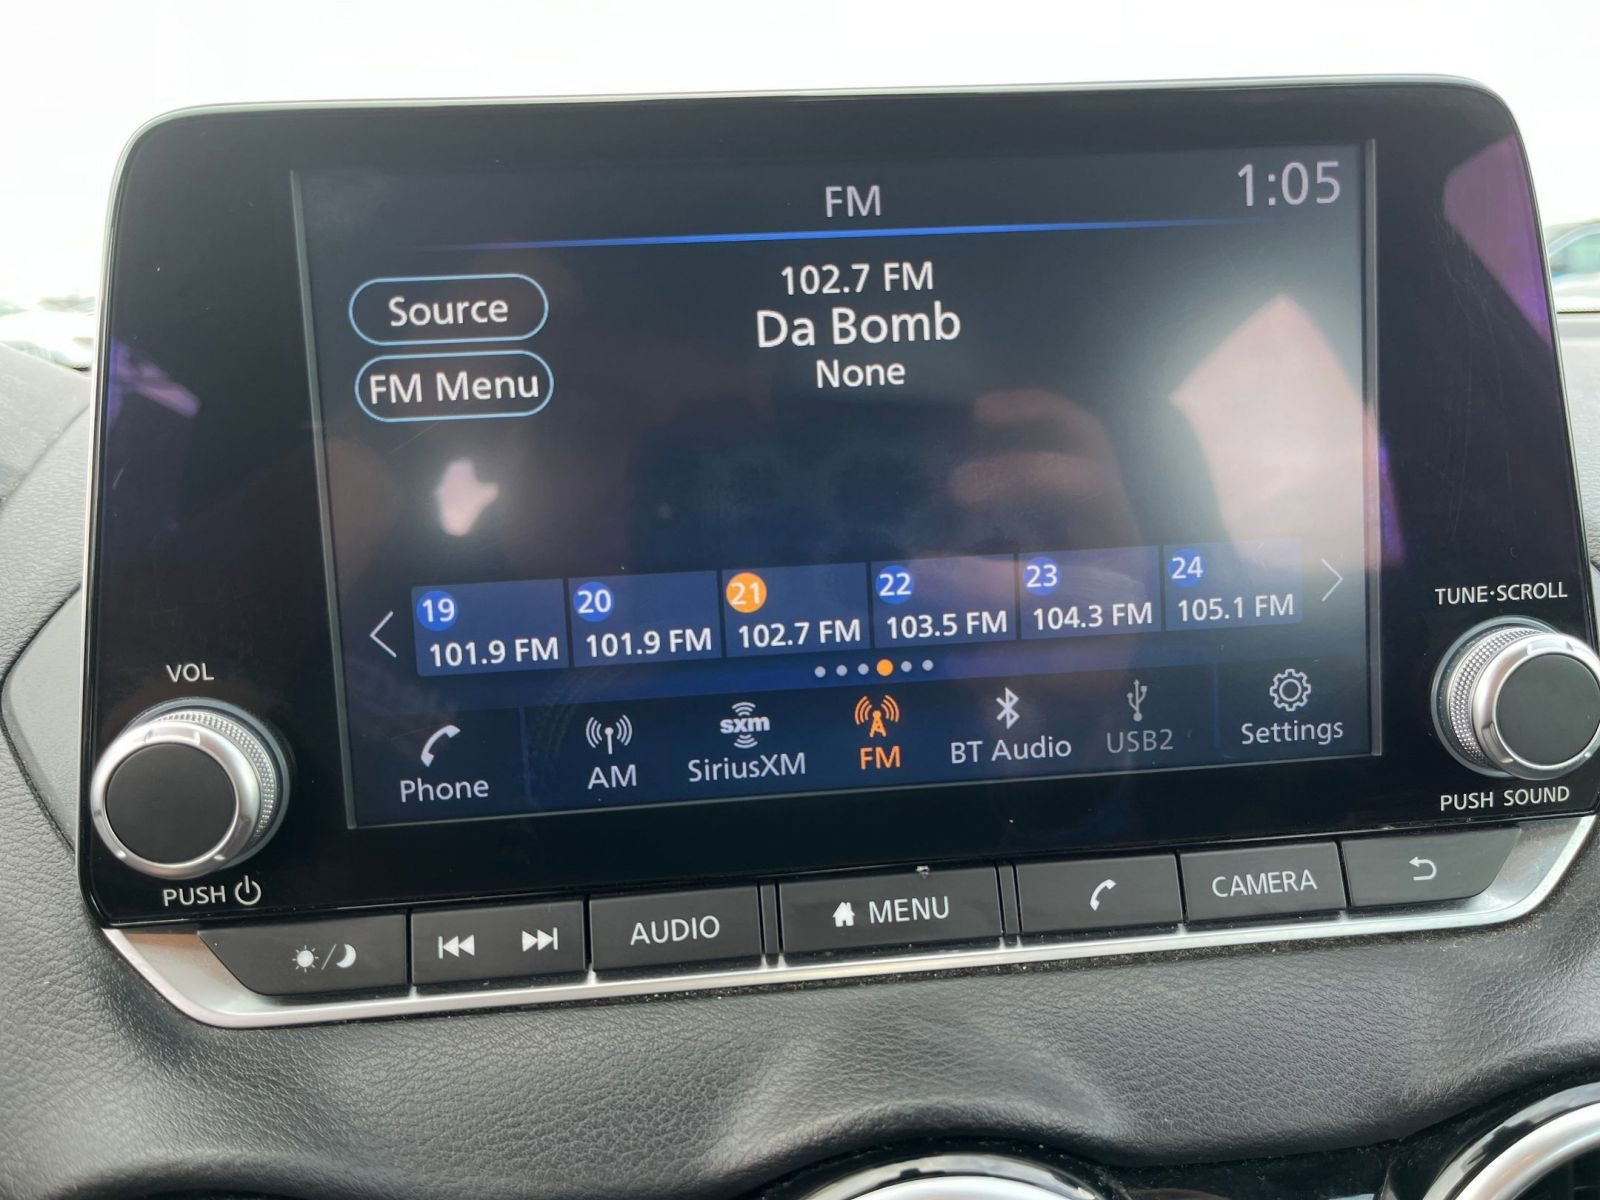 FM
1:05
102.7 FM
Source
Da Bomb
None
FM Menu
19
20
21
22
23
24
101.9 FM
101.9 FM
102.7 FM
103.5 FM
104.3 FM
105.1 FM
TUNE·SCROLL
VOL
Phone
AM
sxm
SiriusXM
FM
BT Audio
USB2
Settings
PUSH
PUSH SOUND
AUDIO
MENU
CAMERA